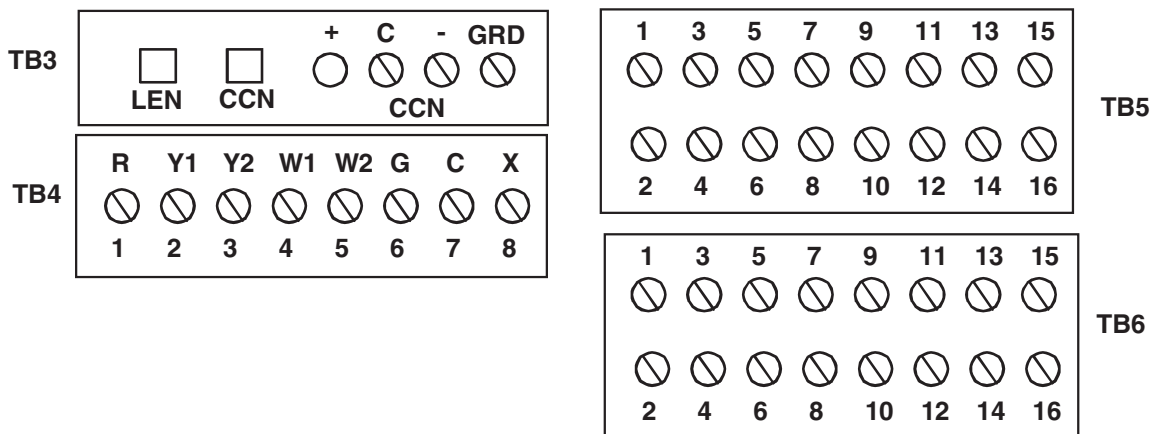 TB3
+ C - GRD
LEN CCN
CCN
TB4
R Y1 Y2 W1 W2 G C X
1 2 3 4 5 6 7 8
TB5
1 3 5 7 9 11 13 15
2 4 6 8 10 12 14 16
TB6
1 3 5 7 9 11 13 15
2 4 6 8 10 12 14 16